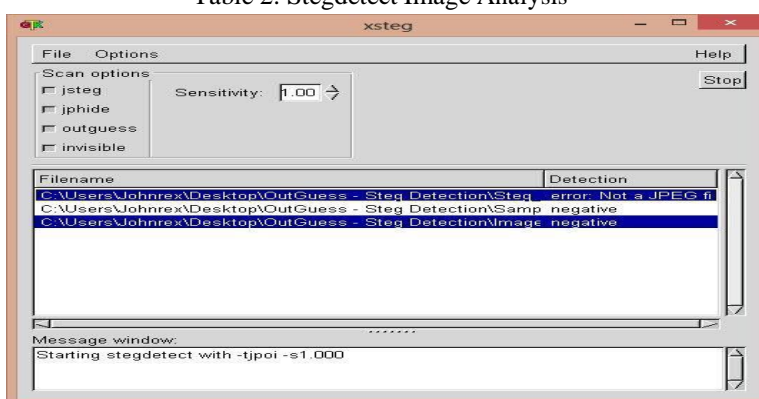 Table 2. Stegdetect Image Analysis
xsteg
File Options Help
Scan options
jsteg
jphide
outguess
invisible
Sensitivity: 1.00
Stop
Filename Detection
C:\Users\Johnrex\Desktop\OutGuess - Steg Detection\Steg_ error: Not a JPEG fi
C:\Users\Johnrex\Desktop\OutGuess - Steg Detection\Samp negative
C:\Users\Johnrex\Desktop\OutGuess - Steg Detection\Image negative
Message window:
Starting stegdetect with -tjpoi -s1.000